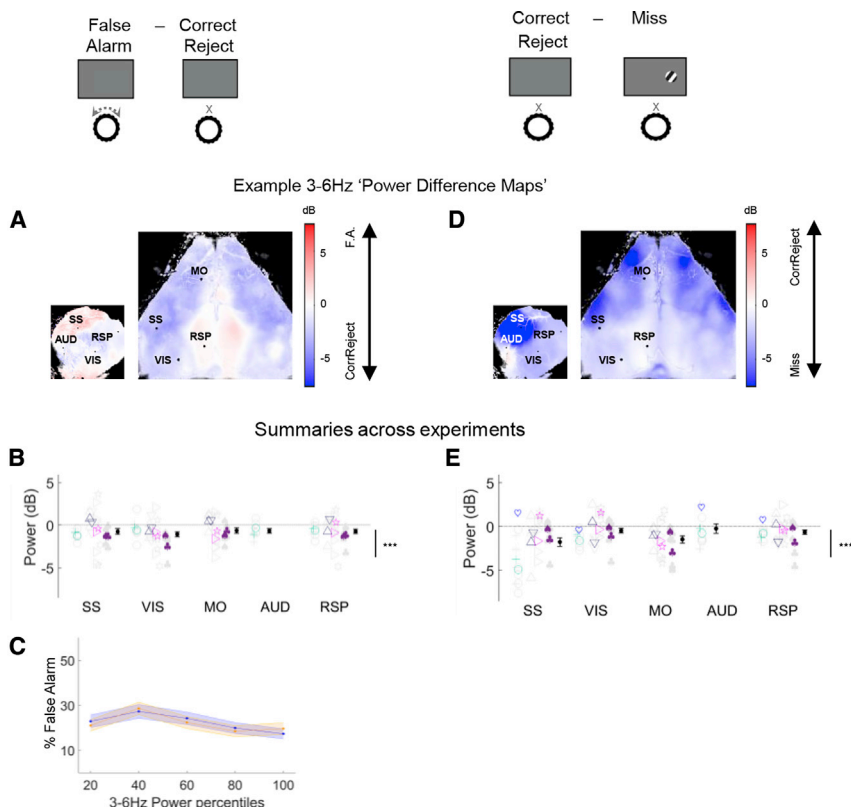 False – Correct
Alarm Reject
Correct – Miss
Reject
X
X
X
Example 3-6Hz ‘Power Difference Maps’
A
dB
5
0
-5
F.A.
CorrReject
MO
SS
RSP
VIS
SS
AUD
RSP
VIS
D
dB
5
0
-5
CorrReject
Miss
MO
SS
RSP
VIS
SS
AUD
RSP
VIS
Summaries across experiments
B
Power (dB)
5
0
-5
***
SS VIS MO AUD RSP
E
Power (dB)
5
0
-5
***
SS VIS MO AUD RSP
C
% False Alarm
50
30
10
20 40 60 80 100
3-6Hz Power percentiles